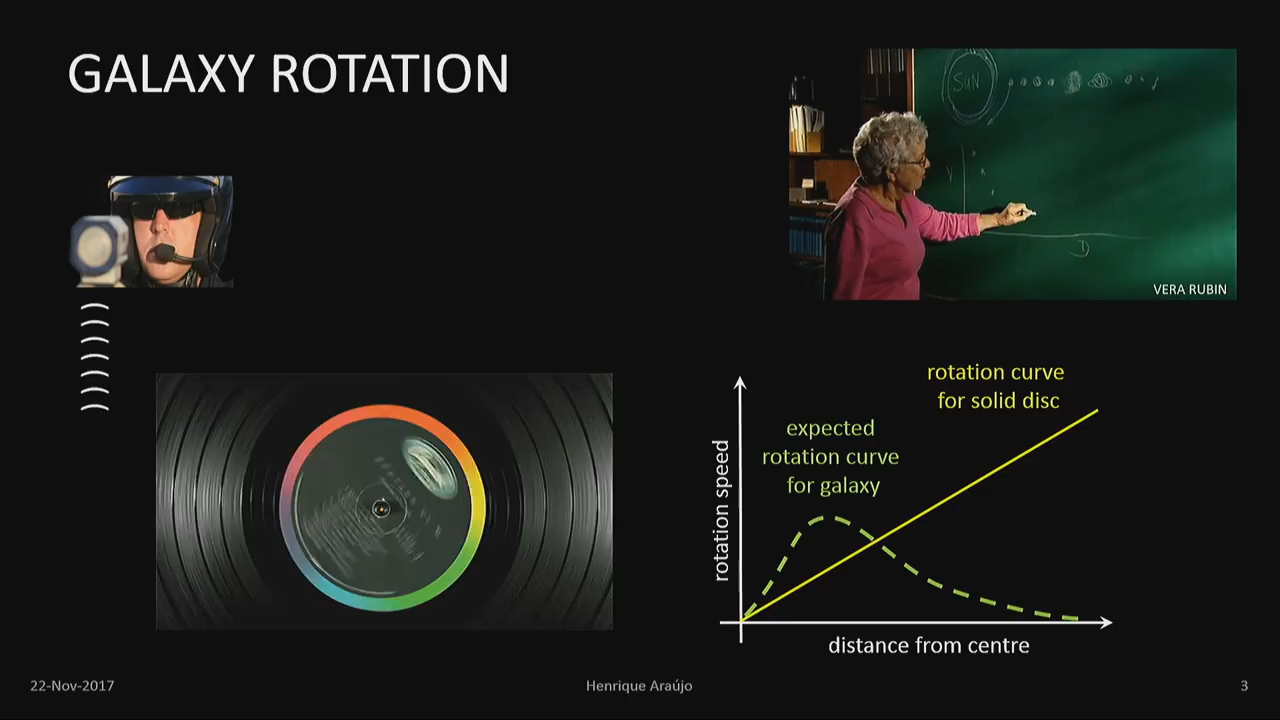 GALAXY ROTATION
SUN
V
D
VERA RUBIN
rotation curve
for solid disc
expected
rotation curve
for galaxy
rotation speed
distance from centre
22-Nov-2017
Henrique Araújo
3